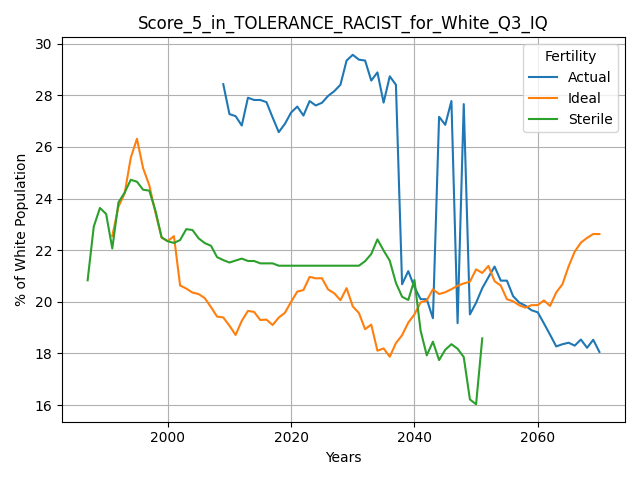 Score_5_in_TOLERANCE_RACIST_for_White_Q3_IQ
30
28
26
24
22
20
18
16
% of White Population
Fertility
Actual
Ideal
Sterile
2000
2020
2040
2060
Years